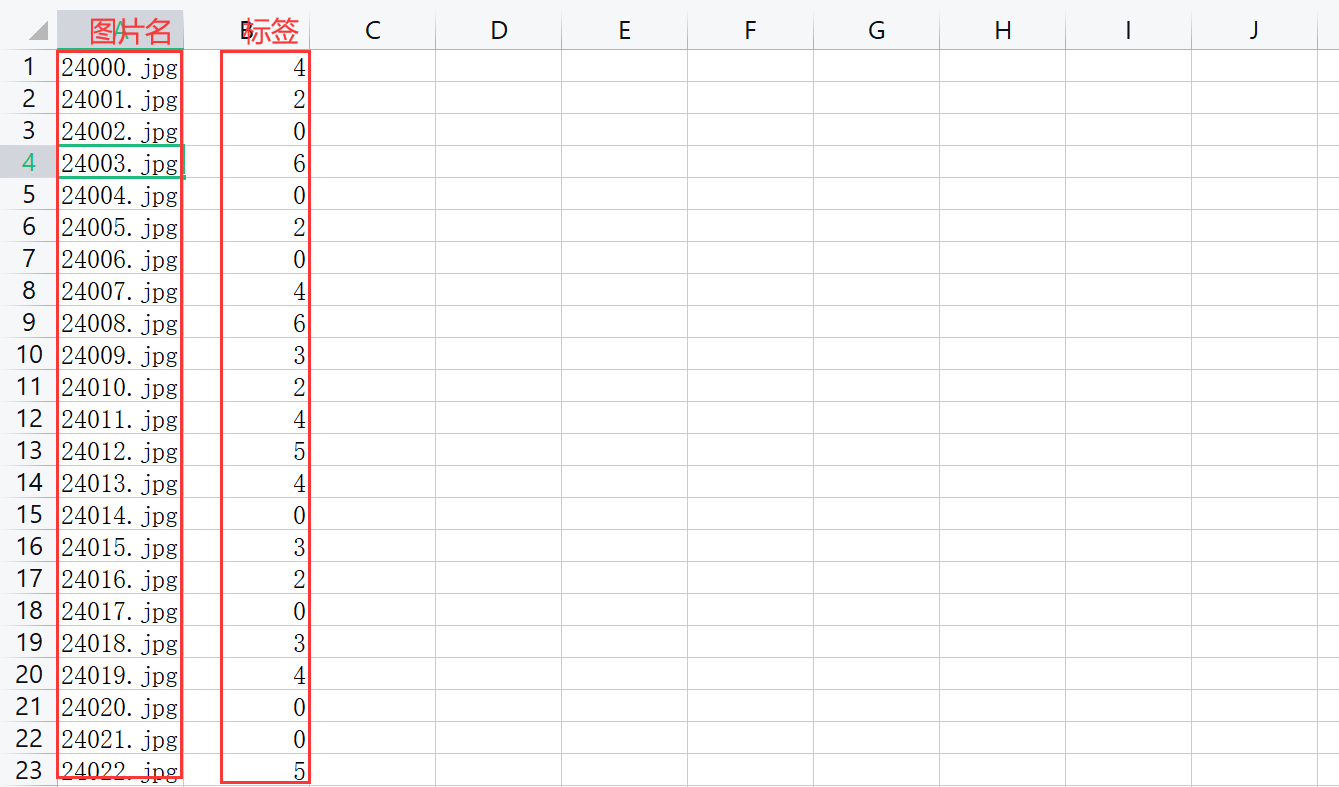 图片名 标签 C D E F G H I J
1 24000.jpg 4
2 24001.jpg 2
3 24002.jpg 0
4 24003.jpg 6
5 24004.jpg 0
6 24005.jpg 2
7 24006.jpg 0
8 24007.jpg 4
9 24008.jpg 6
10 24009.jpg 3
11 24010.jpg 2
12 24011.jpg 4
13 24012.jpg 5
14 24013.jpg 4
15 24014.jpg 0
16 24015.jpg 3
17 24016.jpg 2
18 24017.jpg 0
19 24018.jpg 3
20 24019.jpg 4
21 24020.jpg 0
22 24021.jpg 0
23 24022.jpg 5